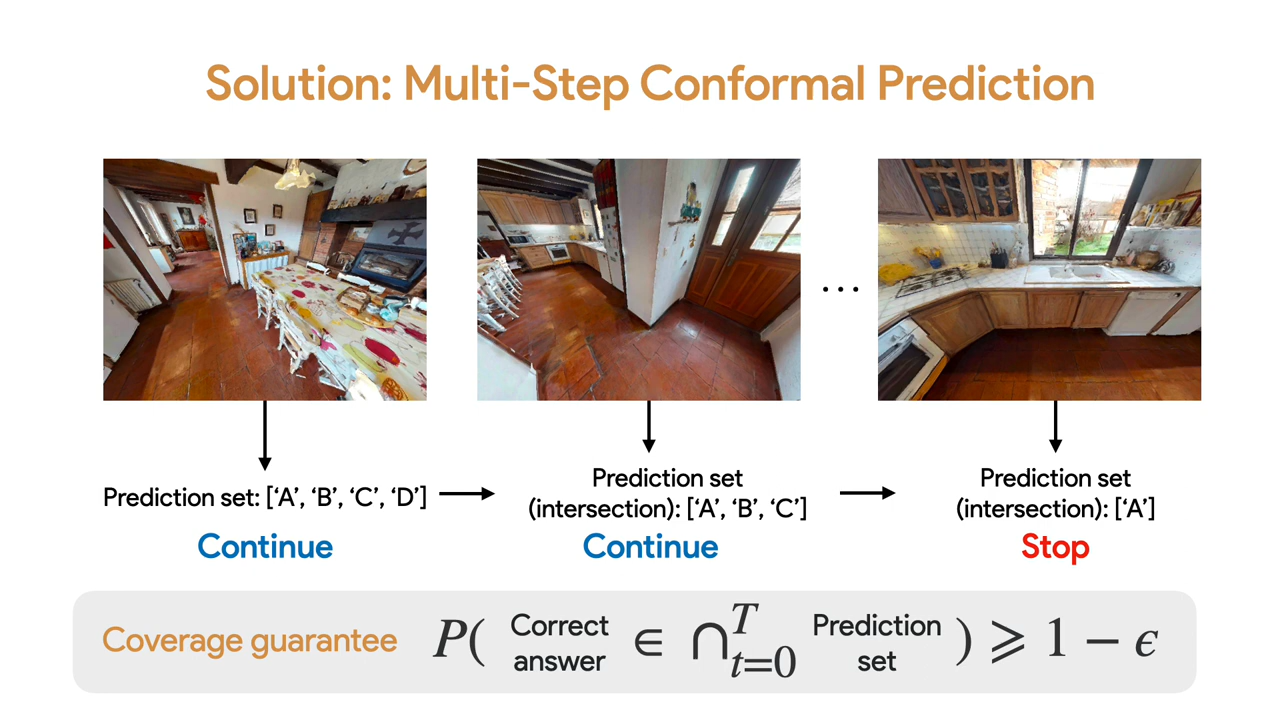 Solution: Multi-Step Conformal Prediction
...
Prediction set: [‘A’, ‘B’, ‘C’, ‘D’]
Continue
Prediction set
(intersection): [‘A’, ‘B’, ‘C’]
Continue
Prediction set
(intersection): [‘A’]
Stop
Coverage guarantee P( Correct answer ∈ ∩_{t=0}^{T} Prediction set ) ⩾ 1 − ϵ